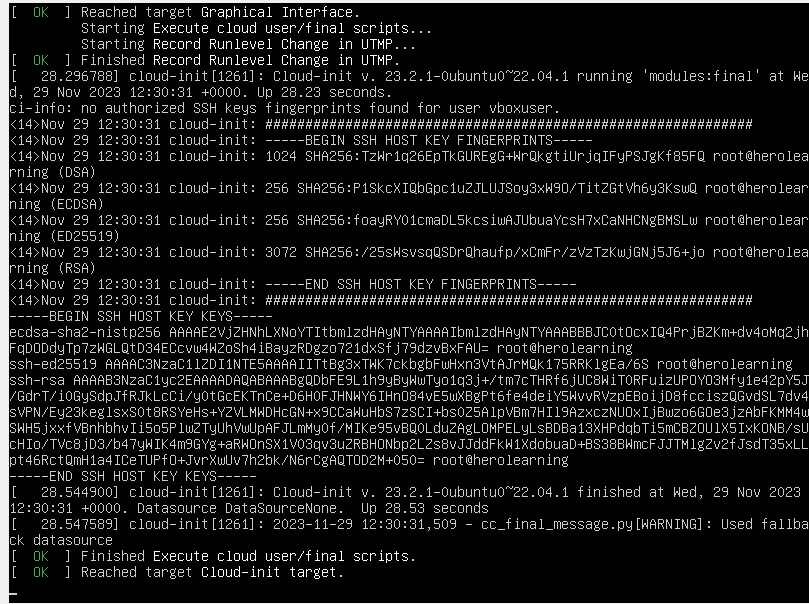 [  OK  ] Reached target Graphical Interface.
         Starting Execute cloud user/final scripts...
         Starting Record Runlevel Change in UTMP...
[  OK  ] Finished Record Runlevel Change in UTMP.
[   28.296788] cloud-init[1261]: Cloud-init v. 23.2.1-0ubuntu0~22.04.1 running 'modules:final' at We
d, 29 Nov 2023 12:30:31 +0000. Up 28.23 seconds.
ci-info: no authorized SSH keys fingerprints found for user vboxuser.
<14>Nov 29 12:30:31 cloud-init: #############################################################
<14>Nov 29 12:30:31 cloud-init: -----BEGIN SSH HOST KEY FINGERPRINTS-----
<14>Nov 29 12:30:31 cloud-init: 1024 SHA256:TzWr1q26EpTkGUREgG+WrQkgtiUrjqIFyPSJgKf85FQ root@herolea
rning (DSA)
<14>Nov 29 12:30:31 cloud-init: 256 SHA256:P1SkcXIQbGpc1uZJLUJSoy3xW9O/TitZGtVh6y3KswQ root@herolear
ning (ECDSA)
<14>Nov 29 12:30:31 cloud-init: 256 SHA256:foayRYO1cmaDL5kcsiwAJUbuaYcsH7xCaNHCNgBMSLw root@herolear
ning (ED25519)
<14>Nov 29 12:30:31 cloud-init: 3072 SHA256:/25sWsvsqQSDrQhaufp/xCmFr/zVzTzKwjGNj5J6+jo root@herolea
rning (RSA)
<14>Nov 29 12:30:31 cloud-init: -----END SSH HOST KEY FINGERPRINTS-----
<14>Nov 29 12:30:31 cloud-init: #############################################################
-----BEGIN SSH HOST KEY KEYS-----
ecdsa-sha2-nistp256 AAAAE2VjZHNhLXNoYTItbmlzdHAyNTYAAAAIbmlzdHAyNTYAAABBBJCOtOcxIQ4PrjBZKm+dv4oMq2jh
FqDODdyTp7zWGLQtD34ECcvw4WZoSh4iBayzRDgzo721dxSfj79dzvBxFAU= root@herolearning
ssh-ed25519 AAAAC3NzaC1lZDI1NTE5AAAAIITtBg3xTWK7ckbgbFwHxn3VtAJrMQk175RRKlgEa/6S root@herolearning
ssh-rsa AAAAB3NzaC1yc2EAAAADAQABAAABgQDbFE9L1h9yByWwTyo1q3j+/tm7cTHRf6jUC8WiTORFuizUPOYO3Mfy1e42pY5J
/GdrT/iOGySdpJfRJkLcCi/y0tGcEKTnCe+D6H0FJHNWY6IHnO84vE5wXBgPt6fe4deiY5WvvRVzpEBoijD8fcciszQGvdSL7dv4
sVPN/Ey23keglsxSOt8RSYeHs+YZVLMWDHcGN+x9CCaWuHbS7zSCI+bs0Z5AlpVBm7HIl9AzxczNUOxIjBwzo6GOe3jzAbFKMM4w
SWH5jxxfVBnhbhvIi5o5PlwZTyUhVwUpAFJLmMyOf/MIKe95vBQOLduZAgLOMPELyLsBDBa13XHPdqbTi5mCBZOUlX5IxKONB/sU
cHIo/TVc8jD3/b47yWIK4m9GYg+aRWOnSX1VO3qv3uZRBHONbp2LZs8vJJddFkW1XdobuaD+BS38BWmcFJJTMlgZv2fJsdT35xLL
pt46RctQmH1a4ICeTUPfO+JvrXwUv7h2bk/N6rCgAQTOD2M+050= root@herolearning
-----END SSH HOST KEY KEYS-----
[   28.544900] cloud-init[1261]: Cloud-init v. 23.2.1-0ubuntu0~22.04.1 finished at Wed, 29 Nov 2023
12:30:31 +0000. Datasource DataSourceNone.  Up 28.53 seconds
[   28.547589] cloud-init[1261]: 2023-11-29 12:30:31,509 - cc_final_message.py[WARNING]: Used fallba
ck datasource
[  OK  ] Finished Execute cloud user/final scripts.
[  OK  ] Reached target Cloud-init target.